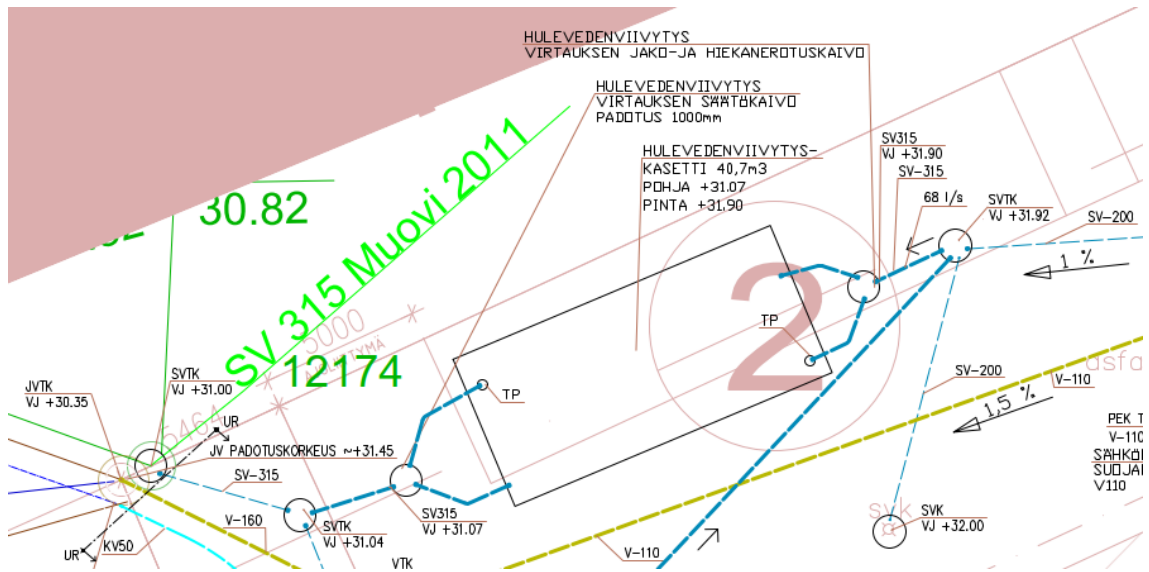 HULEVEDENVIIVYTYS
VIRTAUKSEN JAKO-JA HIEKANEROTUSKAIVO
HULEVEDENVIIVYTYS
VIRTAUKSEN SÄÄTÖKAIVO
PADOTUS 1000mm
HULEVEDENVIIVYTYS-
KASETTI 40,7m3
POHJA +31.07
PINTA +31.90
SV315
VJ +31.90
SV-315
68 l/s
SVTK
VJ +31.92
SV-200
1 %
30.82
SV 315 Muovi 2011
5000
12174
2
TP
TP
SVTK
VJ +31.00
JVTK
VJ +30.35
5464
UR
JV PADOTUSKORKEUS ~+31.45
SV-315
SV-200
V-110
asfa
1,5 %
PEK T
V-110
SÄHKÖ
SUOJA
V110
SV315
VJ +31.07
SVTK
VJ +31.04
V-160
KV50
UR
VTK
V-110
svk
SVK
VJ +32.00